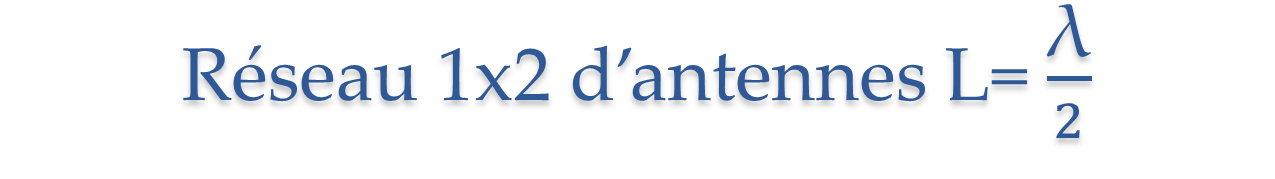 Réseau 1x2 d’antennes L= λ/2